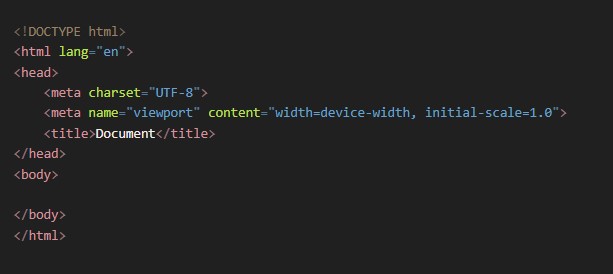 <!DOCTYPE html>
<html lang="en">
<head>
    <meta charset="UTF-8">
    <meta name="viewport" content="width=device-width, initial-scale=1.0">
    <title>Document</title>
</head>
<body>

</body>
</html>